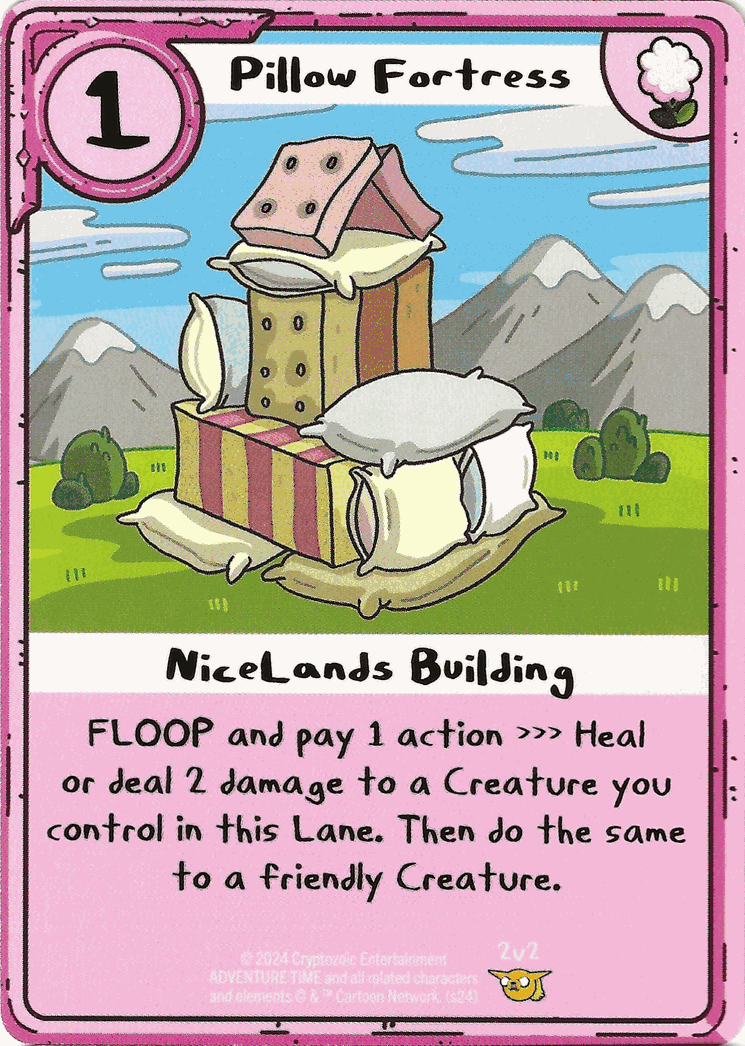 1
Pillow Fortress
NiceLands Building
FLOOP and pay 1 action >>> Heal
or deal 2 damage to a Creature you
control in this Lane. Then do the same
to a friendly Creature.
2v2
© 2024 Cryptozoic Entertainment
ADVENTURE TIME and all related characters
and elements © & ™ Cartoon Network. (s24)